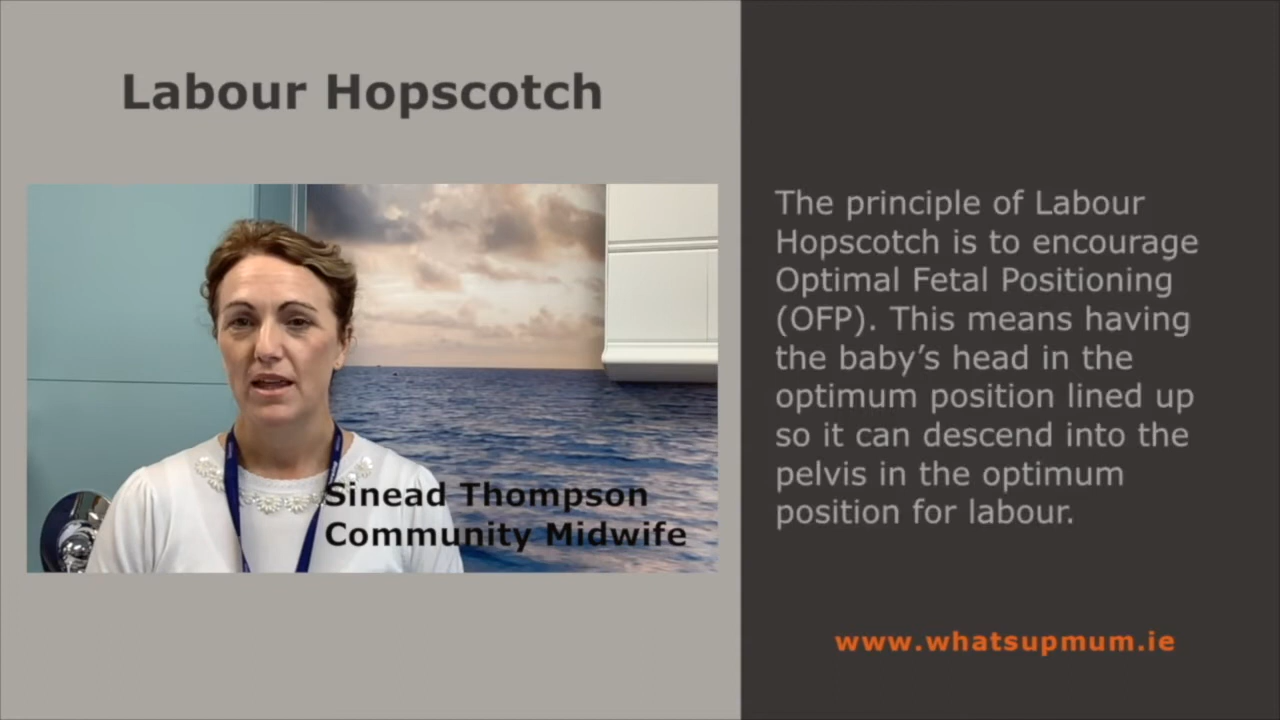 Labour Hopscotch
Sinead Thompson
Community Midwife
The principle of Labour
Hopscotch is to encourage
Optimal Fetal Positioning
(OFP). This means having
the baby’s head in the
optimum position lined up
so it can descend into the
pelvis in the optimum
position for labour.
www.whatsupmum.ie